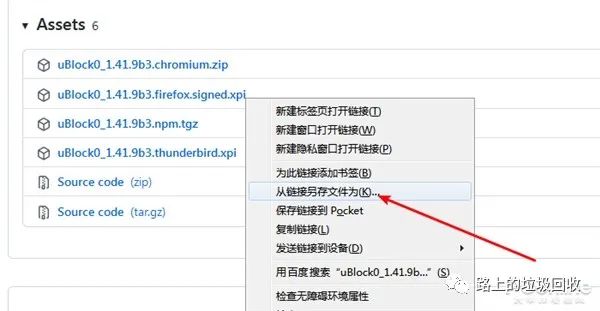 Assets 6
uBlock0_1.41.9b3.chromium.zip
uBlock0_1.41.9b3.firefox.signed.xpi
uBlock0_1.41.9b3.npm.tgz
uBlock0_1.41.9b3.thunderbird.xpi
Source code (zip)
Source code (tar.gz)
新建标签页打开链接(T)
新建窗口打开链接(W)
新建隐私窗口打开链接(P)
为此链接添加书签(B)
从链接另存文件为(K)...
保存链接到 Pocket
复制链接(L)
发送链接到设备(D)
用百度搜索“uBlock0_1.41.9b...”(S)
检查无障碍环境属性
路上的垃圾回收